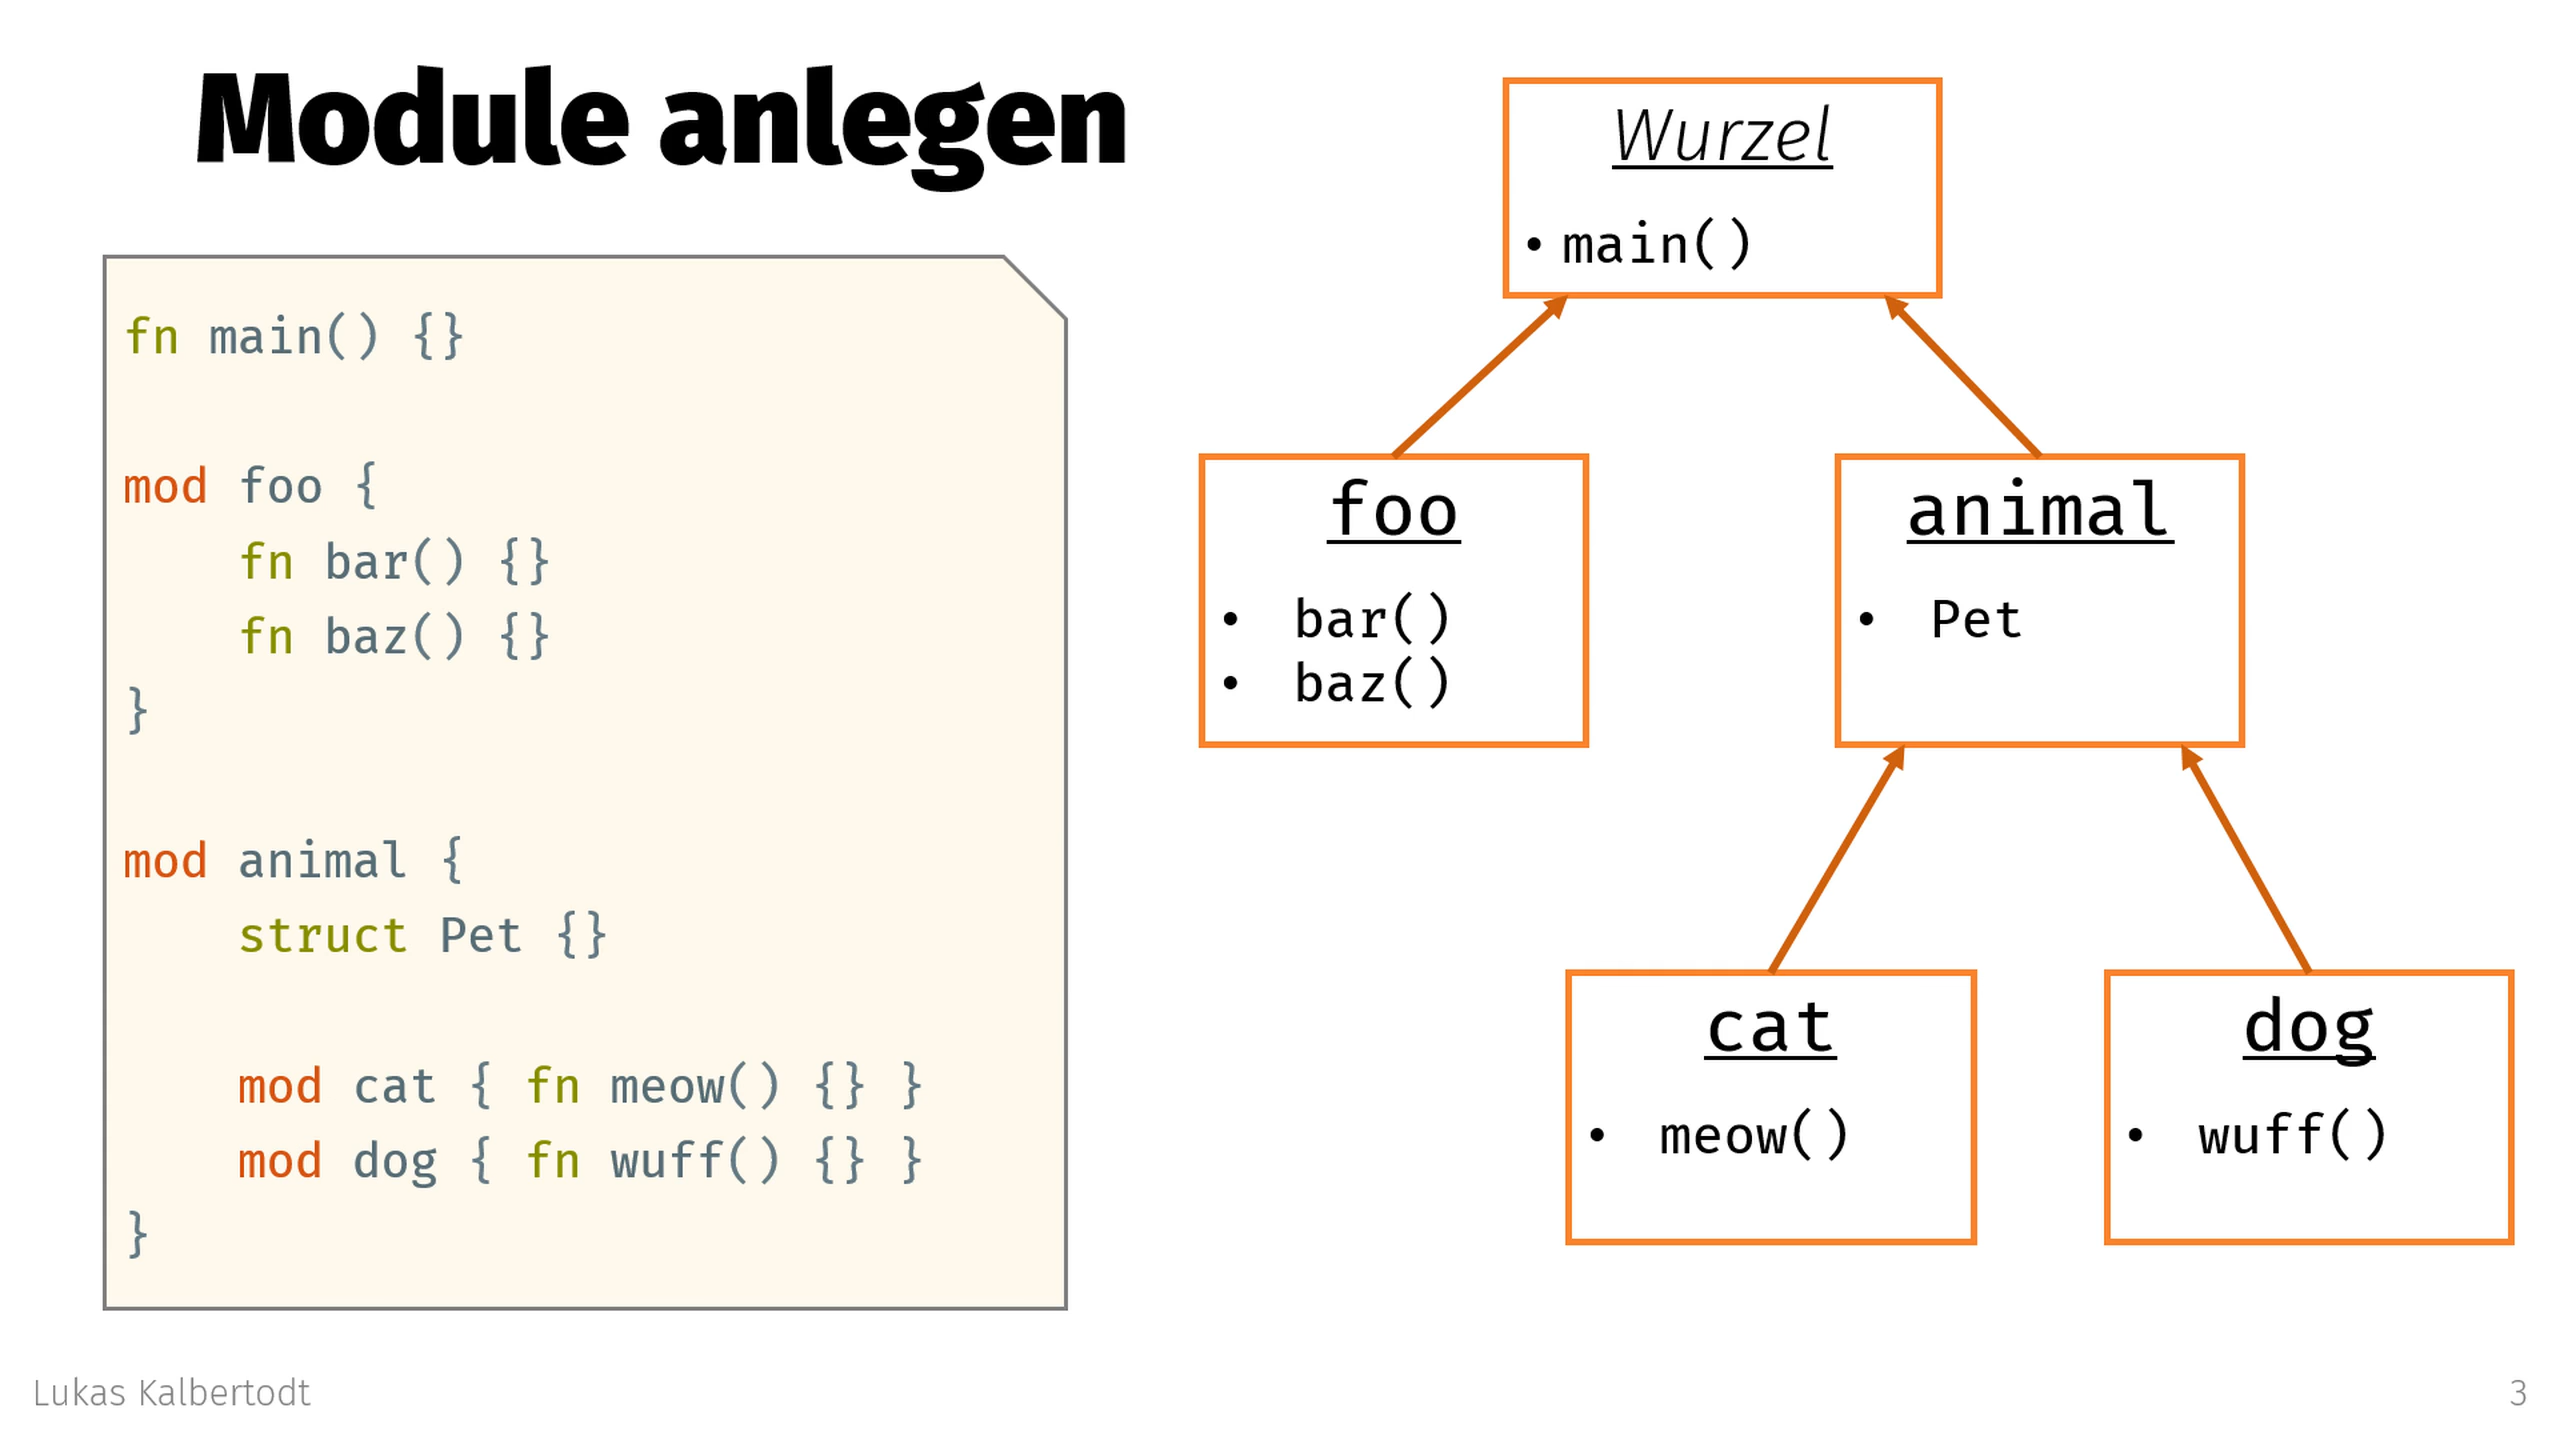 Module anlegen
fn main() {}
mod foo {
    fn bar() {}
    fn baz() {}
}
mod animal {
    struct Pet {}
    mod cat { fn meow() {} }
    mod dog { fn wuff() {} }
}
Wurzel
• main()
foo
• bar()
• baz()
animal
• Pet
cat
• meow()
dog
• wuff()
Lukas Kalbertodt
3